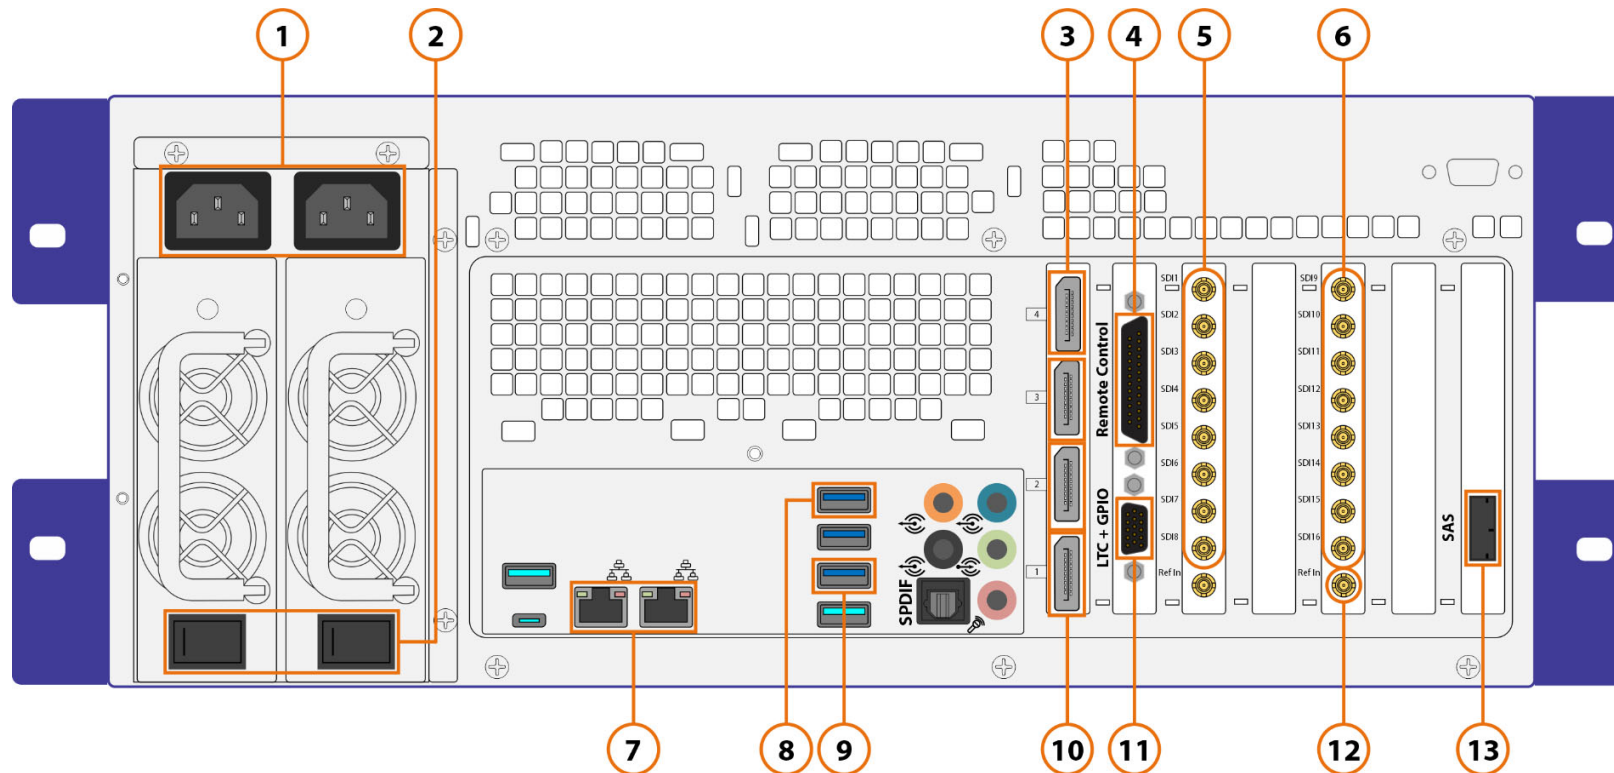 1 2 3 4 5 6
SDI1 SDI9
4
SDI2 SDI10
SDI3 SDI11
Remote Control
3
SDI4 SDI12
SDI5 SDI13
SDI6 SDI14
2
SDI7 SDI15
LTC + GPIO
SAS
SDI8 SDI16
1
Ref In Ref In
SPDIF
7 8 9 10 11 12 13